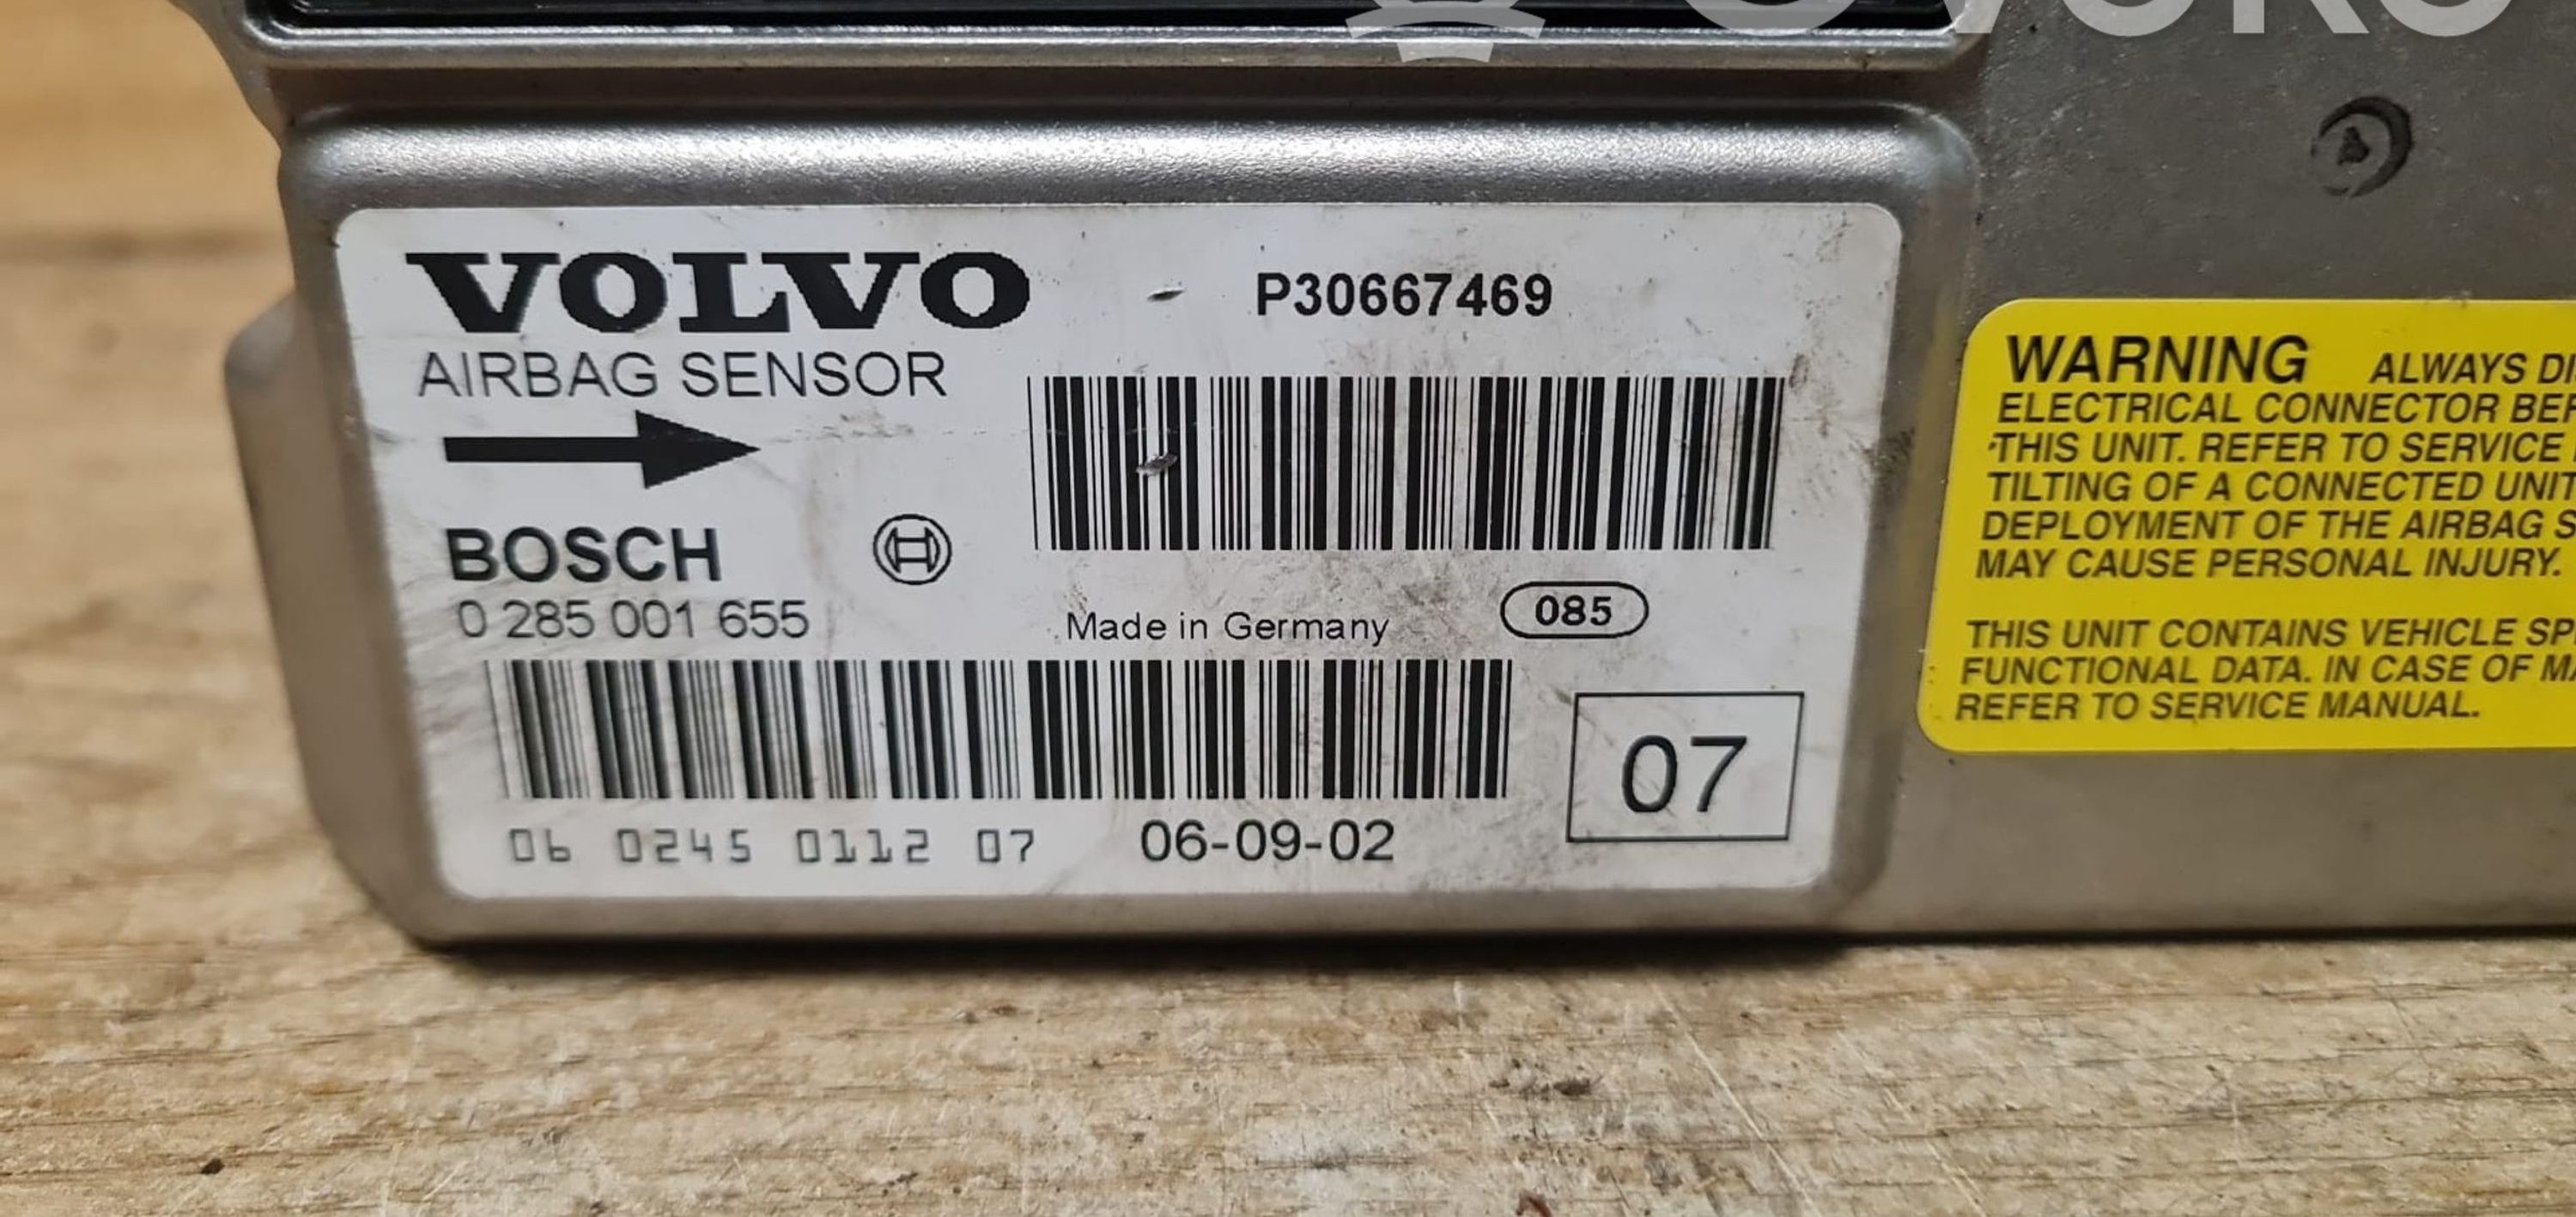 VOLVO
P30667469
AIRBAG SENSOR
BOSCH
0 285 001 655
Made in Germany
085
06 0245 0112 07
06-09-02
07
WARNING ALWAYS
ELECTRICAL CONNECTOR
THIS UNIT. REFER TO SERVICE
TILTING OF A CONNECTED UNIT
DEPLOYMENT OF THE AIRBAG
MAY CAUSE PERSONAL INJURY.
THIS UNIT CONTAINS VEHICLE
FUNCTIONAL DATA. IN CASE OF
REFER TO SERVICE MANUAL.